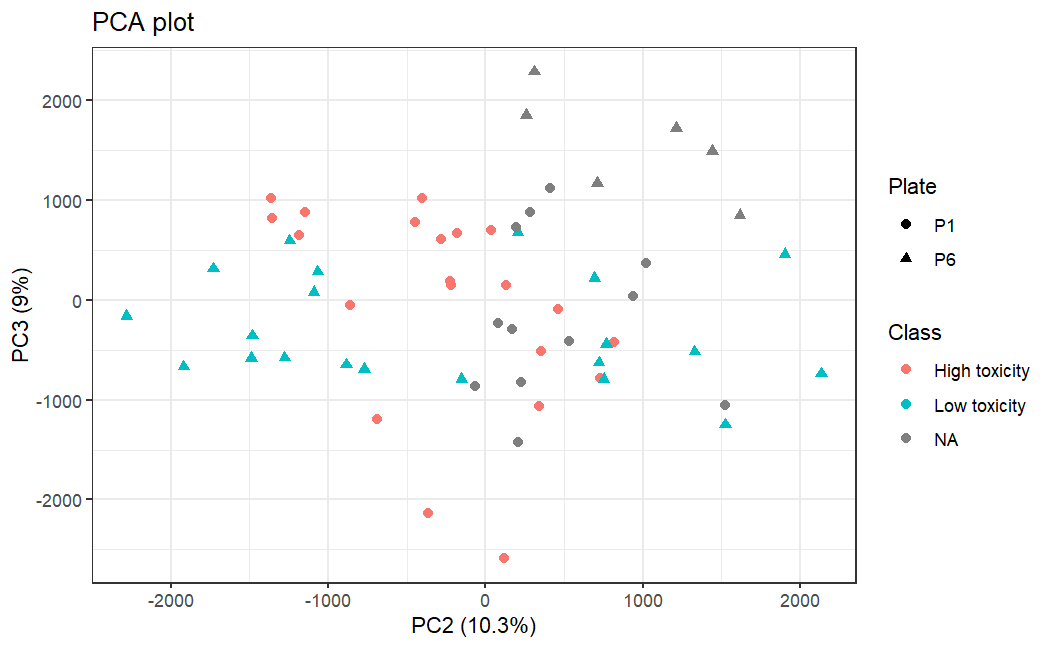 PCA plot
2000
1000
0
-1000
-2000
PC3 (9%)
-2000
-1000
0
1000
2000
PC2 (10.3%)
Plate
P1
P6
Class
High toxicity
Low toxicity
NA